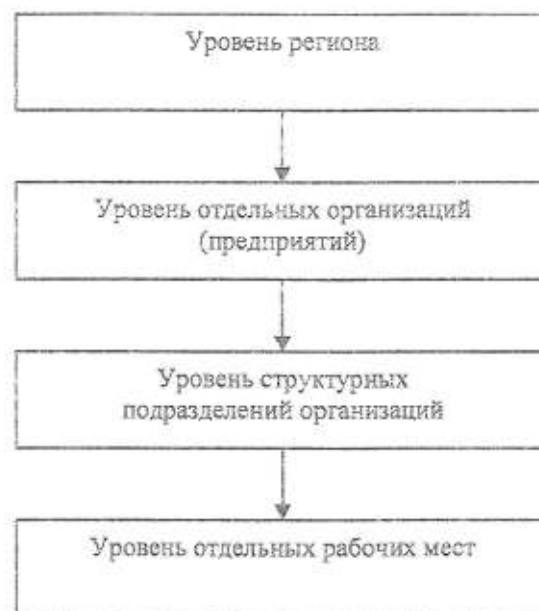 Уровень региона
Уровень отдельных организаций
(предприятий)
Уровень структурных
подразделений организаций
Уровень отдельных рабочих мест